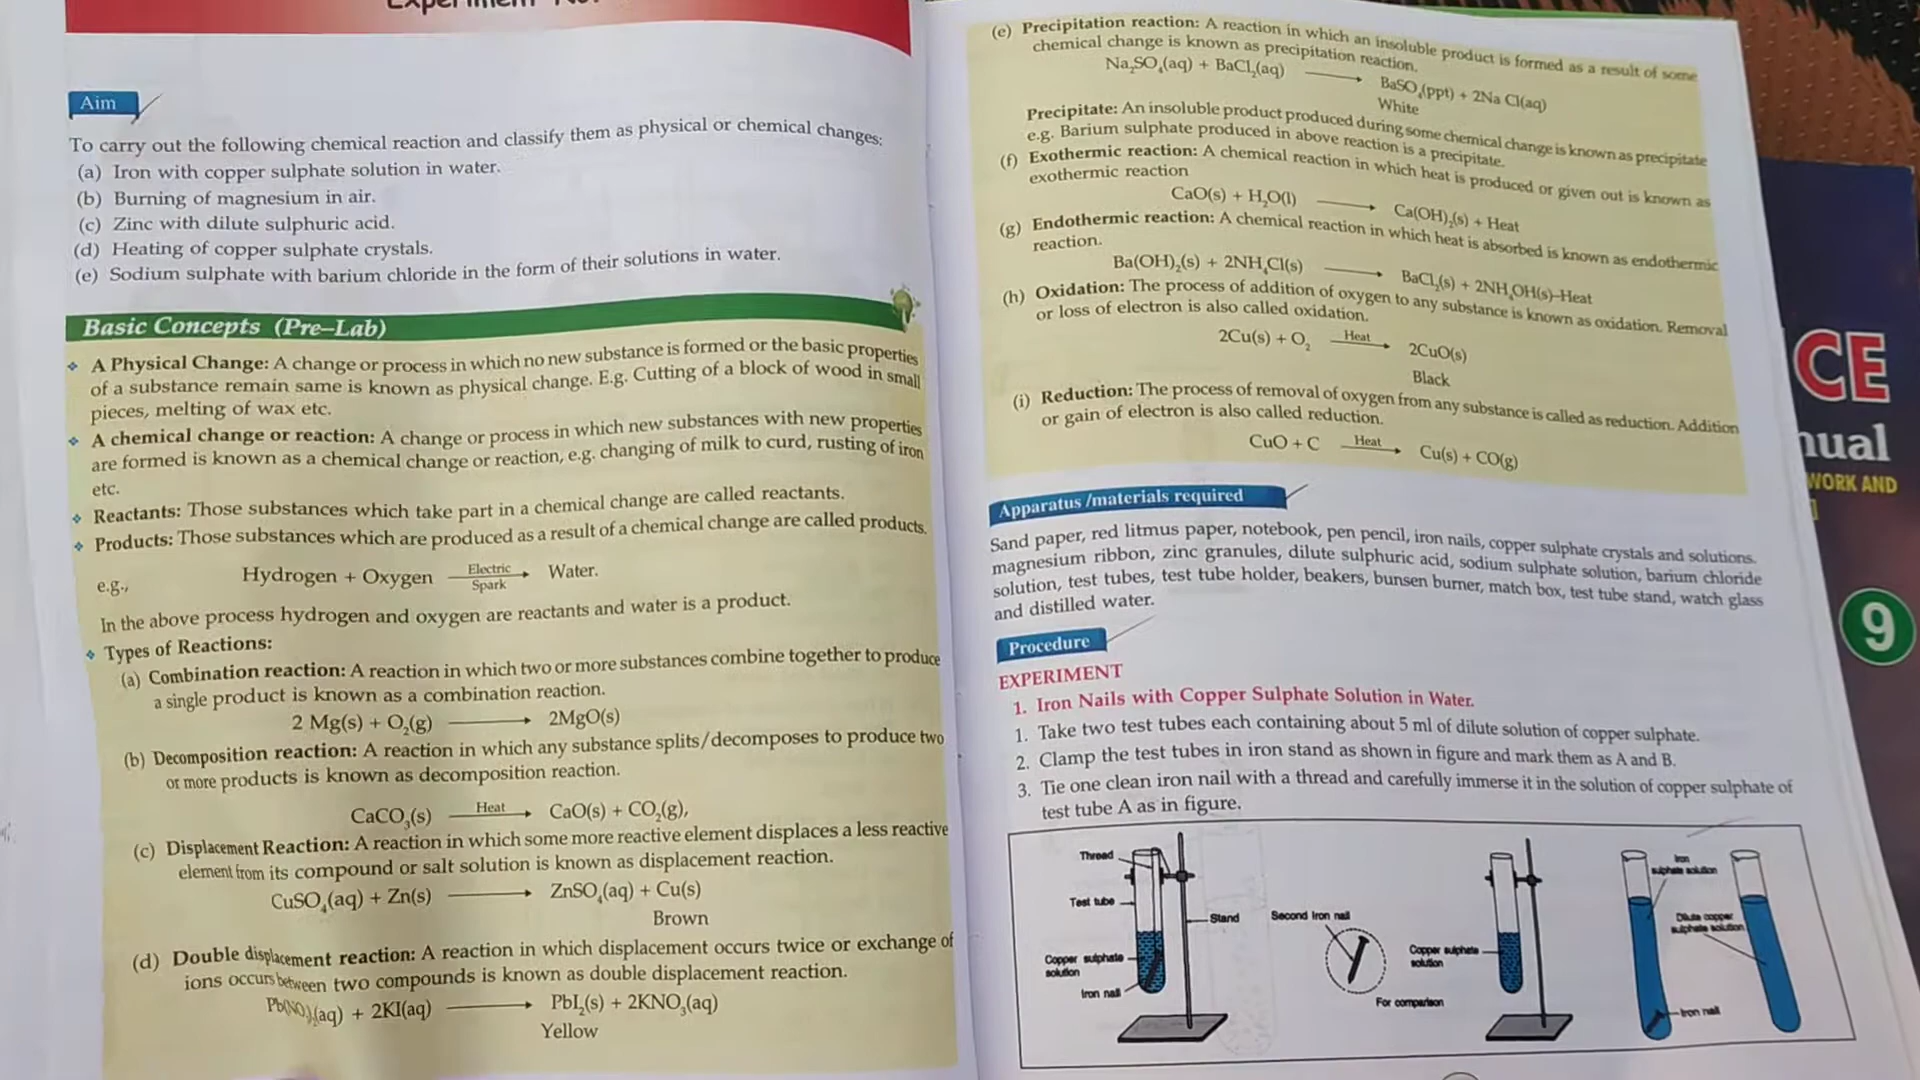 Experiment No.
Aim
To carry out the following chemical reaction and classify them as physical or chemical changes:
(a) Iron with copper sulphate solution in water.
(b) Burning of magnesium in air.
(c) Zinc with dilute sulphuric acid.
(d) Heating of copper sulphate crystals.
(e) Sodium sulphate with barium chloride in the form of their solutions in water.
Basic Concepts (Pre–Lab)
❖ A Physical Change: A change or process in which no new substance is formed or the basic properties
of a substance remain same is known as physical change. E.g. Cutting of a block of wood in small
pieces, melting of wax etc.
❖ A chemical change or reaction: A change or process in which new substances with new properties
are formed is known as a chemical change or reaction, e.g. changing of milk to curd, rusting of iron
etc.
❖ Reactants: Those substances which take part in a chemical change are called reactants.
❖ Products: Those substances which are produced as a result of a chemical change are called products.
e.g., Hydrogen + Oxygen Electric Spark → Water.
In the above process hydrogen and oxygen are reactants and water is a product.
❖ Types of Reactions:
(a) Combination reaction: A reaction in which two or more substances combine together to produce
a single product is known as a combination reaction.
2 Mg(s) + O₂(g) → 2MgO(s)
(b) Decomposition reaction: A reaction in which any substance splits/decomposes to produce two
or more products is known as decomposition reaction.
CaCO₃(s) Heat → CaO(s) + CO₂(g),
(c) Displacement Reaction: A reaction in which some more reactive element displaces a less reactive
element from its compound or salt solution is known as displacement reaction.
CuSO₄(aq) + Zn(s) → ZnSO₄(aq) + Cu(s)
Brown
(d) Double displacement reaction: A reaction in which displacement occurs twice or exchange of
ions occurs between two compounds is known as double displacement reaction.
Pb(NO₃)₂(aq) + 2KI(aq) → PbI₂(s) + 2KNO₃(aq)
Yellow
(e) Precipitation reaction: A reaction in which an insoluble product is formed as a result of some
chemical change is known as precipitation reaction.
Na₂SO₄(aq) + BaCl₂(aq) → BaSO₄(ppt) + 2Na Cl(aq)
White
Precipitate: An insoluble product produced during some chemical change is known as precipitate
e.g. Barium sulphate produced in above reaction is a precipitate.
(f) Exothermic reaction: A chemical reaction in which heat is produced or given out is known as
exothermic reaction
CaO(s) + H₂O(l) → Ca(OH)₂(s) + Heat
(g) Endothermic reaction: A chemical reaction in which heat is absorbed is known as endothermic
reaction.
Ba(OH)₂(s) + 2NH₄Cl(s) → BaCl₂(s) + 2NH₄OH(s)–Heat
(h) Oxidation: The process of addition of oxygen to any substance is known as oxidation. Removal
or loss of electron is also called oxidation.
2Cu(s) + O₂ Heat → 2CuO(s)
Black
(i) Reduction: The process of removal of oxygen from any substance is called as reduction. Addition
or gain of electron is also called reduction.
CuO + C Heat → Cu(s) + CO(g)
Apparatus /materials required
Sand paper, red litmus paper, notebook, pen pencil, iron nails, copper sulphate crystals and solutions.
magnesium ribbon, zinc granules, dilute sulphuric acid, sodium sulphate solution, barium chloride
solution, test tubes, test tube holder, beakers, bunsen burner, match box, test tube stand, watch glass
and distilled water.
Procedure
EXPERIMENT
1. Iron Nails with Copper Sulphate Solution in Water.
1. Take two test tubes each containing about 5 ml of dilute solution of copper sulphate.
2. Clamp the test tubes in iron stand as shown in figure and mark them as A and B.
3. Tie one clean iron nail with a thread and carefully immerse it in the solution of copper sulphate of
test tube A as in figure.
Thread
Test tube
Stand
Copper sulphate
solution
Iron nail
Second Iron nail
For comparison
Copper sulphate
solution
Iron
sulphate solution
Dilute copper
sulphate solution
Iron nail
CE
nual
WORK AND
9